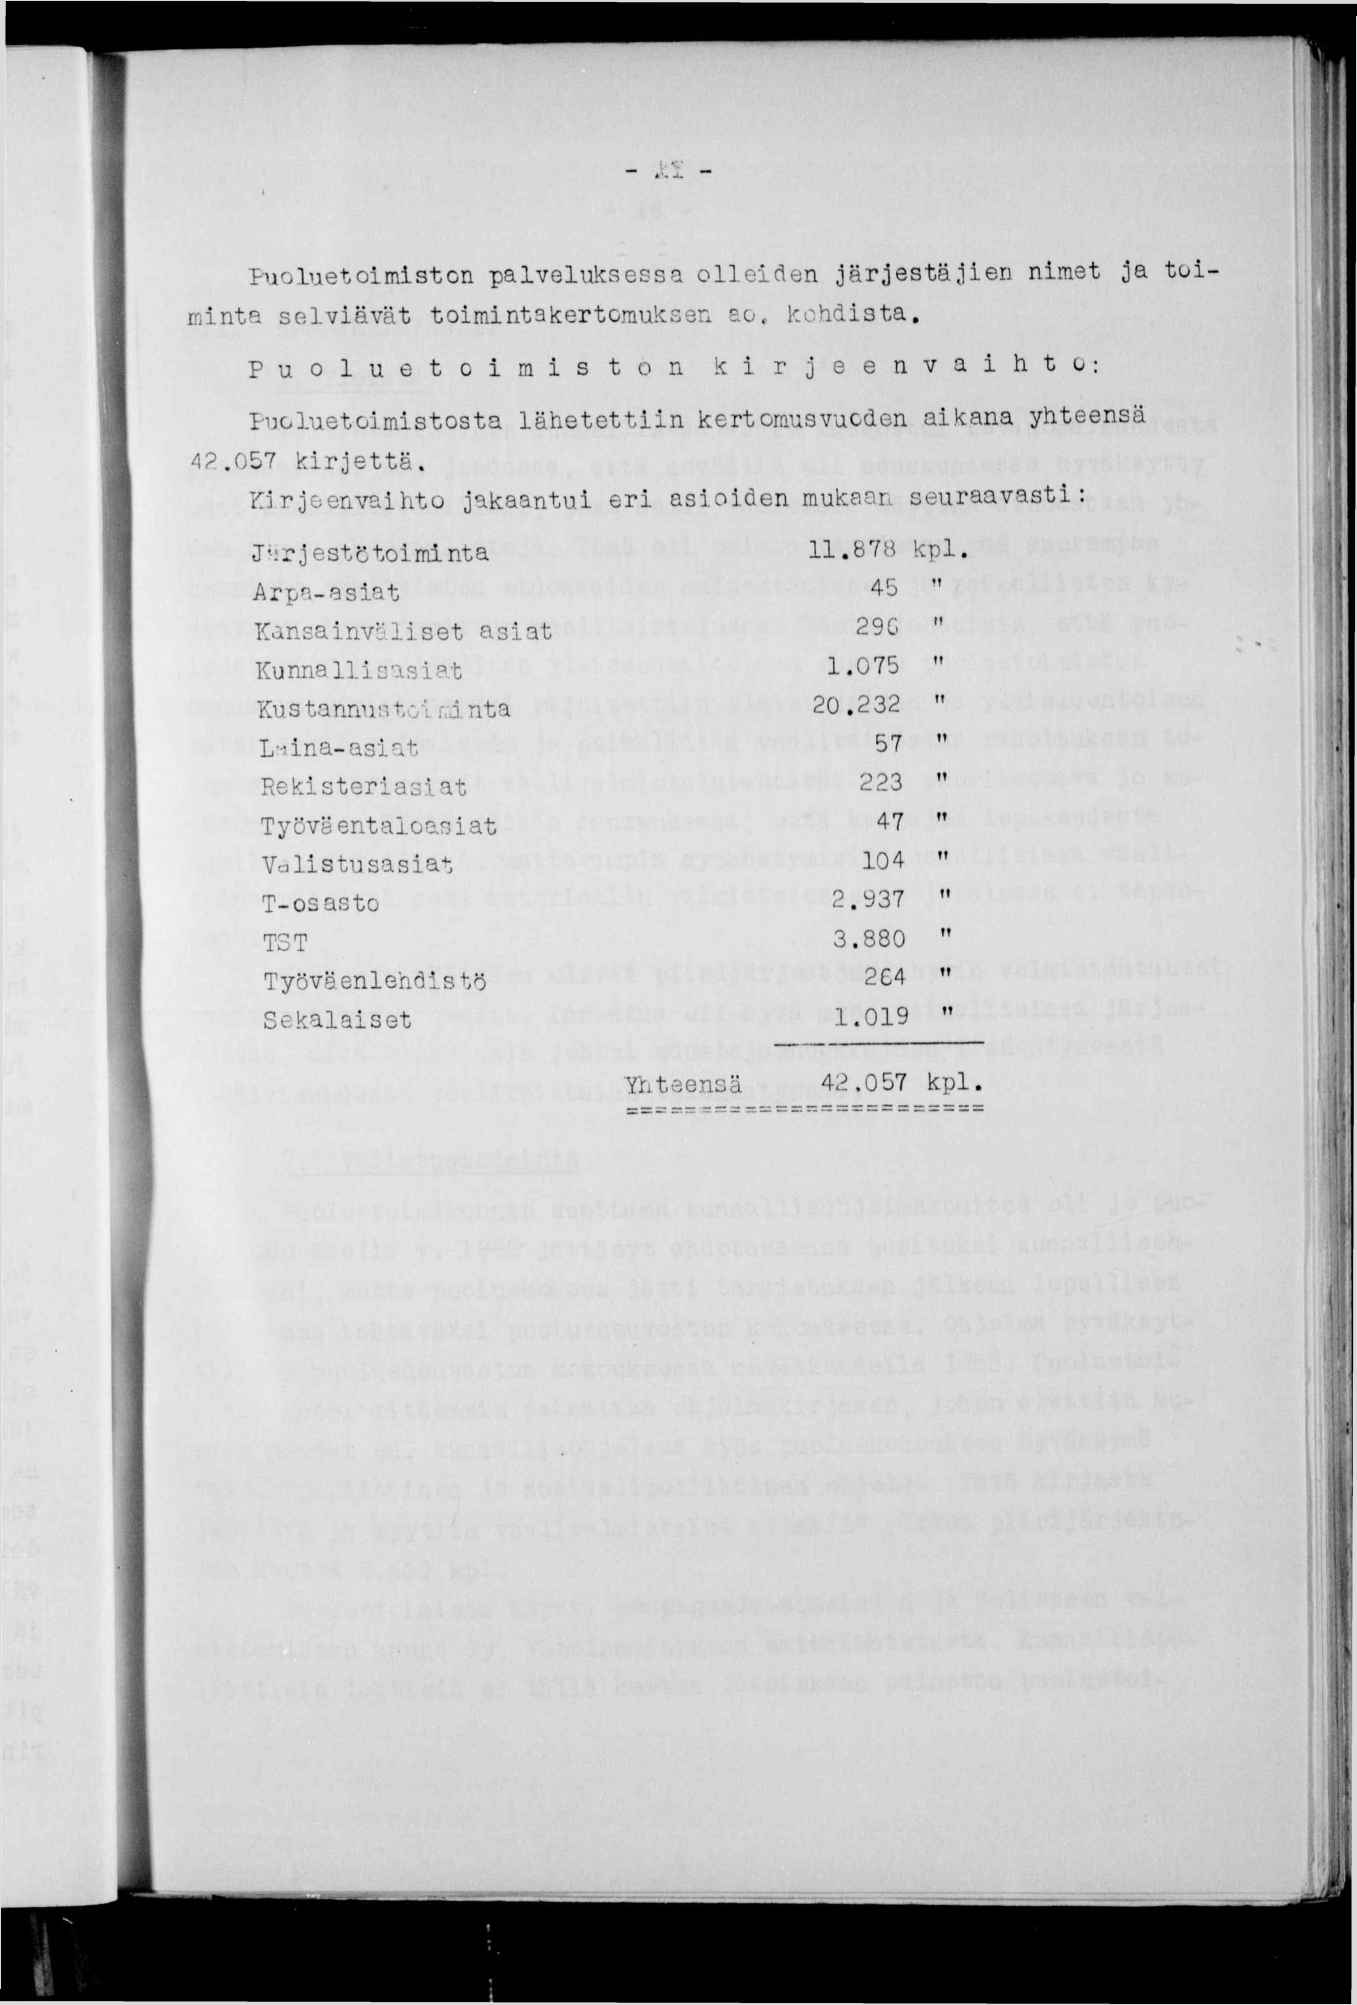 Puoluetoimiston palveluksessa olleiden järjestäjien nimet ja toi-
minta selviävät toimintakertomuksen ao. kohdista.
P u o l u e t o i m i s t o n  k i r j e e n v a i h t o:
Puoluetoimistosta lähetettiin kertomusvuoden aikana yhteensä
42.057 kirjettä.
Kirjeenvaihto jakaantui eri asioiden mukaan seuraavasti:
Järjestötoiminta 11.878 kpl.
Arpa-asiat 45 "
Kansainväliset asiat 296 "
Kunnallisasiat 1.075 "
Kustannustoiminta 20.232 "
Laina-asiat 57 "
Rekisteriasiat 223 "
Työväentaloasiat 47 "
Valistusasiat 104 "
T-osasto 2.937 "
TST 3.880 "
Työväenlehdistö 264 "
Sekalaiset 1.019 "
Yhteensä 42.057 kpl.